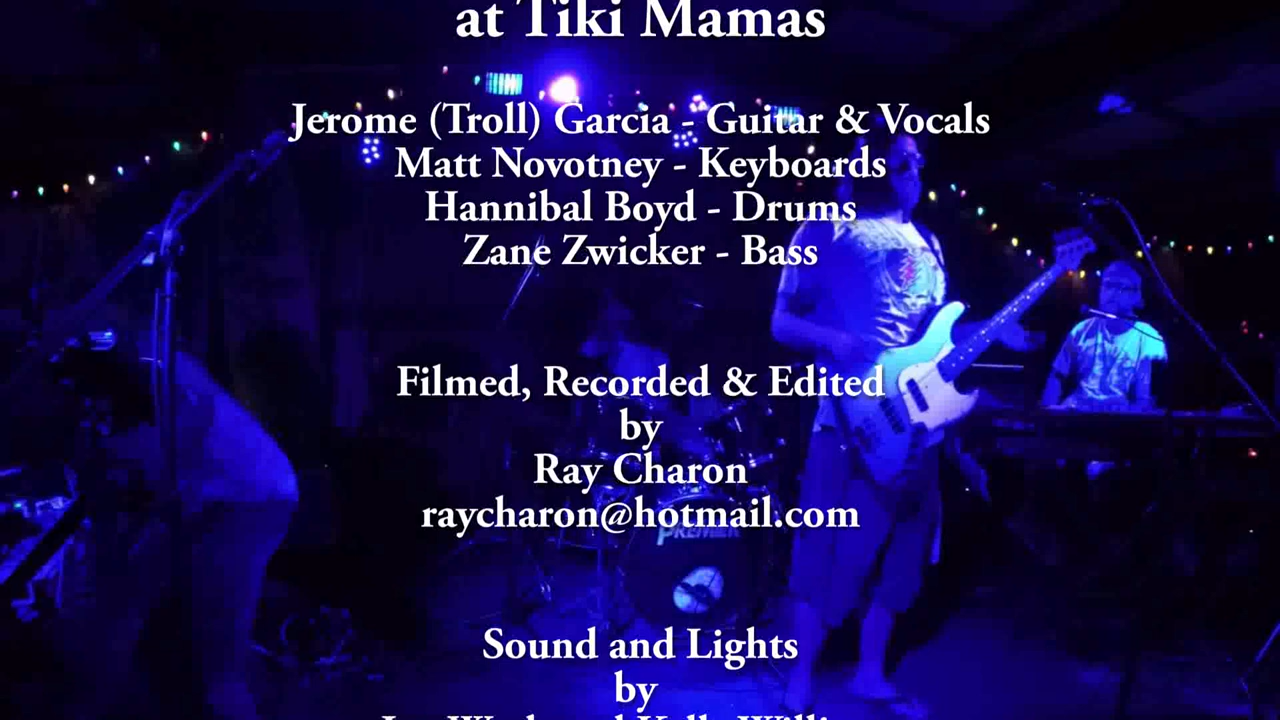 at Tiki Mamas
Jerome (Troll) Garcia - Guitar & Vocals
Matt Novotney - Keyboards
Hannibal Boyd - Drums
Zane Zwicker - Bass
Filmed, Recorded & Edited
by
Ray Charon
raycharon@hotmail.com
PREMIER
Sound and Lights
by